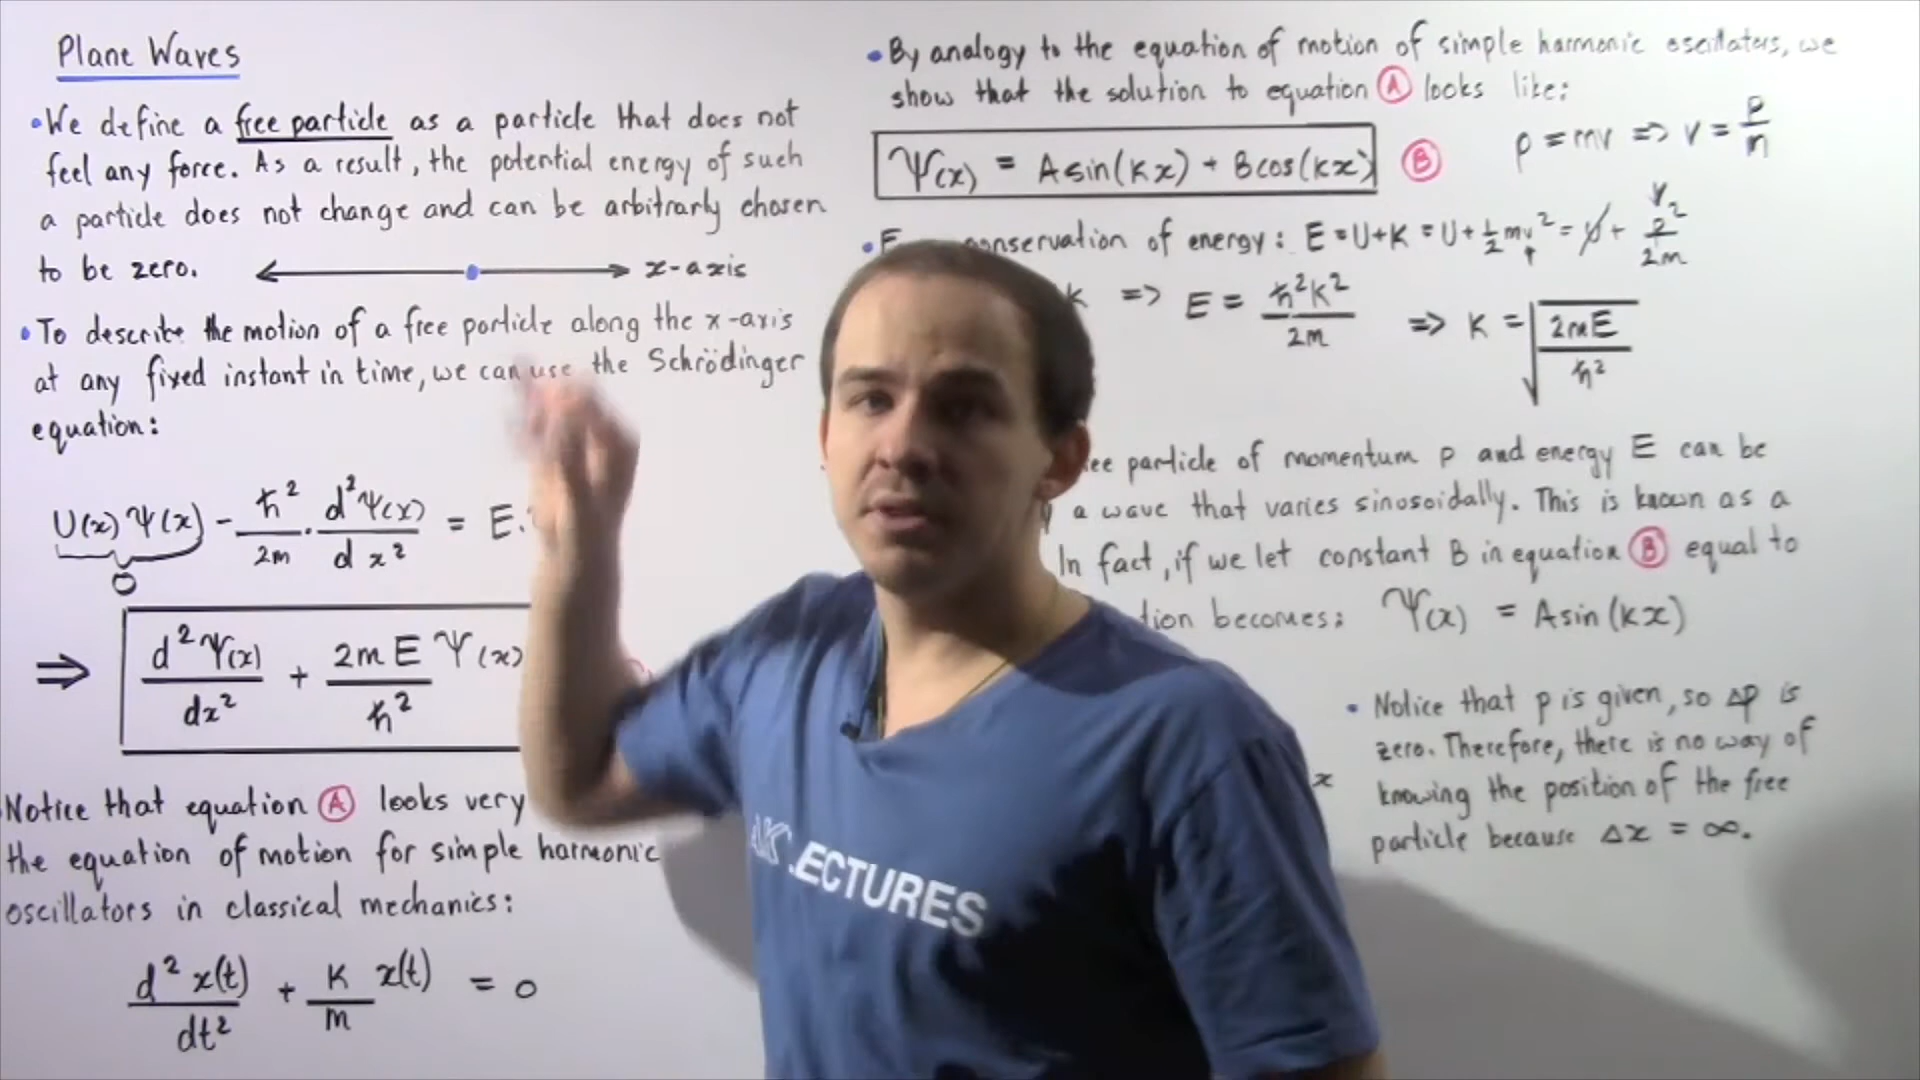 Plane Waves
•We define a free particle as a particle that does not
feel any force. As a result, the potential energy of such
a particle does not change and can be arbitrarly chosen
to be zero.
x-axis
•To describe the motion of a free particle along the x-axis
at any fixed instant in time, we can use the Schrödinger
equation:
U(x)Ψ(x) - ħ²/2m · d²Ψ(x)/dx² = E.
0
⇒ d²Ψ(x)/dx² + 2mE/ħ² Ψ(x)
Notice that equation Ⓐ looks very
the equation of motion for simple harmonic
oscillators in classical mechanics:
d² x(t)/dt² + k/m x(t) = 0
•By analogy to the equation of motion of simple harmonic oscillators, we
show that the solution to equation Ⓐ looks like:
Ψ(x) = A sin(kx) + B cos(kx) Ⓑ
p = mv => v = p/m
• conservation of energy: E = U+K = U + ½mv² = U + p²/2m
k => E = ħ²k²/2m => k = √(2mE/ħ²)
particle of momentum p and energy E can be
a wave that varies sinosoidally. This is known as a
In fact, if we let constant B in equation Ⓑ equal to
becomes: Ψ(x) = A sin(kx)
x
• Notice that p is given, so Δp is
zero. Therefore, there is no way of
knowing the position of the free
particle because Δx = ∞.
LECTURES